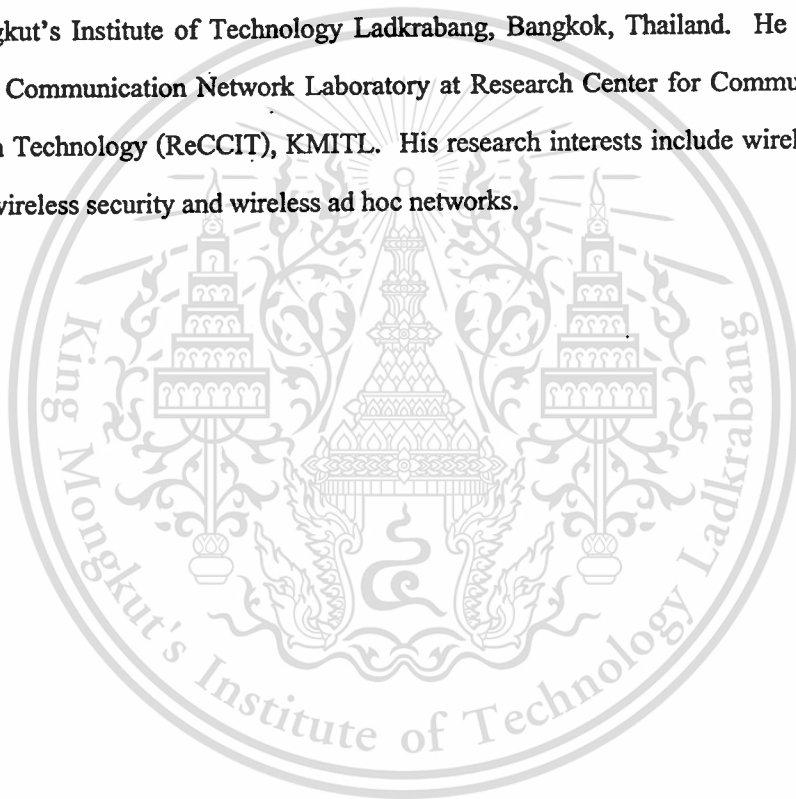 gkut's Institute of Technology Ladkrabang, Bangkok, Thailand. He
Communication Network Laboratory at Research Center for Commu
n Technology (ReCCIT), KMITL. His research interests include wirel
wireless security and wireless ad hoc networks.
King Mongkut's Institute of Technology Ladkrabang